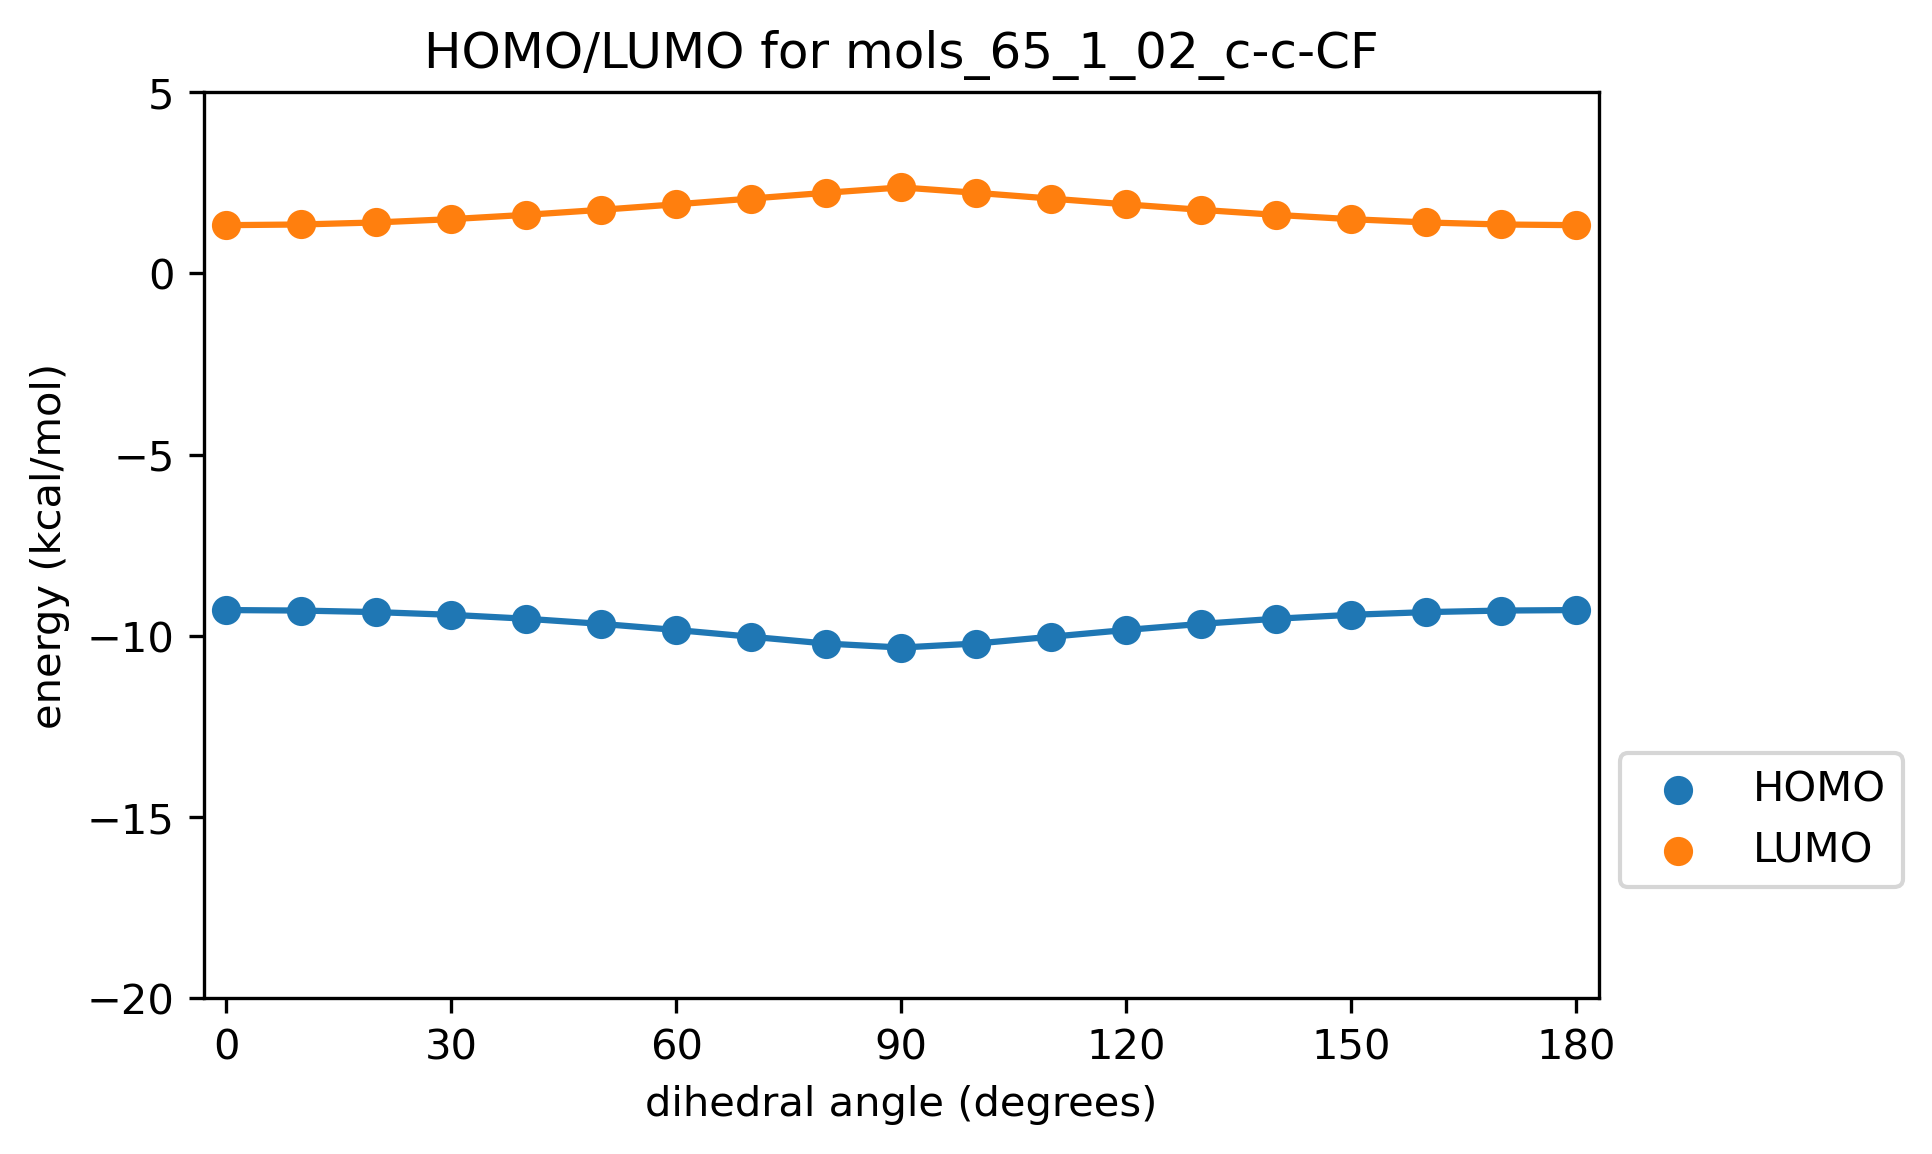 HOMO/LUMO for mols_65_1_02_c-c-CF
5
0
−5
−10
−15
−20
energy (kcal/mol)
0 30 60 90 120 150 180
dihedral angle (degrees)
HOMO
LUMO